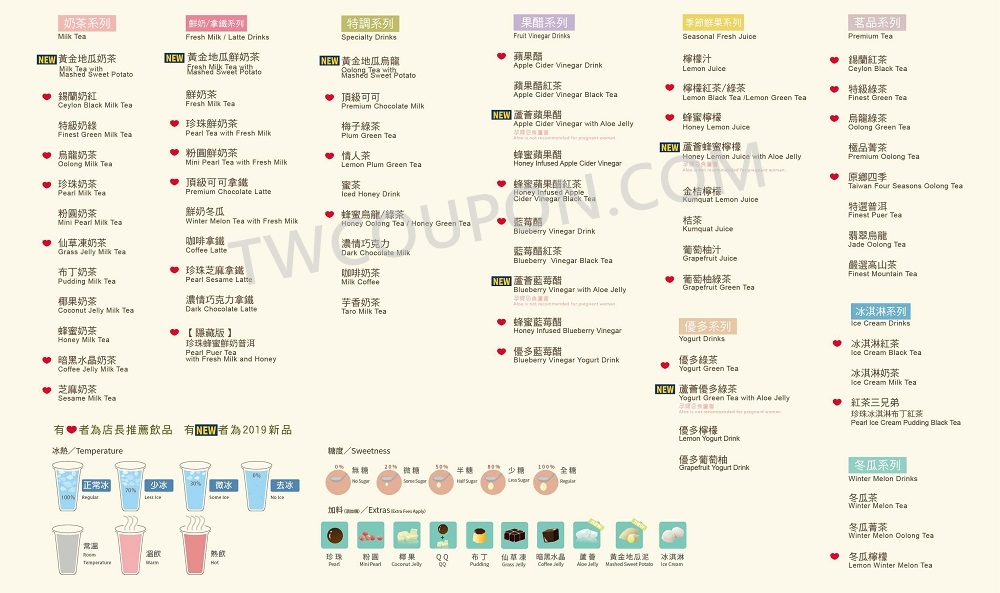 奶茶系列
Milk Tea
NEW 黃金地瓜奶茶
Milk Tea with
Mashed Sweet Potato
錫蘭奶紅
Ceylon Black Milk Tea
特級奶綠
Finest Green Milk Tea
烏龍奶茶
Oolong Milk Tea
珍珠奶茶
Pearl Milk Tea
粉圓奶茶
Mini Pearl Milk Tea
仙草凍奶茶
Grass Jelly Milk Tea
布丁奶茶
Pudding Milk Tea
椰果奶茶
Coconut Jelly Milk Tea
蜂蜜奶茶
Honey Milk Tea
暗黑水晶奶茶
Coffee Jelly Milk Tea
芝麻奶茶
Sesame Milk Tea
鮮奶/拿鐵系列
Fresh Milk / Latte Drinks
NEW 黃金地瓜鮮奶茶
Fresh Milk Tea with
Mashed Sweet Potato
鮮奶茶
Fresh Milk Tea
珍珠鮮奶茶
Pearl Tea with Fresh Milk
粉圓鮮奶茶
Mini Pearl Tea with Fresh Milk
頂級可可拿鐵
Premium Chocolate Latte
鮮奶冬瓜
Winter Melon Tea with Fresh Milk
咖啡拿鐵
Coffee Latte
珍珠芝麻拿鐵
Pearl Sesame Latte
濃情巧克力拿鐵
Dark Chocolate Latte
【 隱藏版 】
珍珠蜂蜜鮮奶普洱
Pearl Puer Tea
with Fresh Milk and Honey
特調系列
Specialty Drinks
NEW 黃金地瓜烏龍
Oolong Tea with
Mashed Sweet Potato
頂級可可
Premium Chocolate Milk
梅子綠茶
Plum Green Tea
情人茶
Lemon Plum Green Tea
蜜茶
Iced Honey Drink
蜂蜜烏龍/綠茶
Honey Oolong Tea / Honey Green Tea
濃情巧克力
Dark Chocolate Milk
咖啡奶茶
Milk Coffee
芋香奶茶
Taro Milk Tea
果醋系列
Fruit Vinegar Drinks
蘋果醋
Apple Cider Vinegar Drink
蘋果醋紅茶
Apple Cider Vinegar Black Tea
NEW 蘆薈蘋果醋
Apple Cider Vinegar with Aloe Jelly
孕婦忌食蘆薈
Aloe is not recommended for pregnant women
蜂蜜蘋果醋
Honey Infused Apple Cider Vinegar
蜂蜜蘋果醋紅茶
Honey Infused Apple
Cider Vinegar Black Tea
藍莓醋
Blueberry Vinegar Drink
藍莓醋紅茶
Blueberry Vinegar Black Tea
NEW 蘆薈藍莓醋
Blueberry Vinegar with Aloe Jelly
孕婦忌食蘆薈
Aloe is not recommended for pregnant women
蜂蜜藍莓醋
Honey Infused Blueberry Vinegar
優多藍莓醋
Blueberry Vinegar Yogurt Drink
季節鮮果系列
Seasonal Fresh Juice
檸檬汁
Lemon Juice
檸檬紅茶/綠茶
Lemon Black Tea /Lemon Green Tea
蜂蜜檸檬
Honey Lemon Juice
NEW 蘆薈蜂蜜檸檬
Honey Lemon Juice with Aloe Jelly
孕婦忌食蘆薈
Aloe is not recommended for pregnant women
金桔檸檬
Kumquat Lemon Juice
桔茶
Kumquat Juice
葡萄柚汁
Grapefruit Juice
葡萄柚綠茶
Grapefruit Green Tea
優多系列
Yogurt Drinks
優多綠茶
Yogurt Green Tea
NEW 蘆薈優多綠茶
Yogurt Green Tea with Aloe Jelly
孕婦忌食蘆薈
Aloe is not recommended for pregnant women
優多檸檬
Lemon Yogurt Drink
優多葡萄柚
Grapefruit Yogurt Drink
茗品系列
Premium Tea
錫蘭紅茶
Ceylon Black Tea
特級綠茶
Finest Green Tea
烏龍綠茶
Oolong Green Tea
極品菁茶
Premium Oolong Tea
原鄉四季
Taiwan Four Seasons Oolong Tea
特選普洱
Finest Puer Tea
翡翠烏龍
Jade Oolong Tea
嚴選高山茶
Finest Mountain Tea
冰淇淋系列
Ice Cream Drinks
冰淇淋紅茶
Ice Cream Black Tea
冰淇淋奶茶
Ice Cream Milk Tea
紅茶三兄弟
珍珠冰淇淋布丁紅茶
Pearl Ice Cream Pudding Black Tea
冬瓜系列
Winter Melon Drinks
冬瓜茶
Winter Melon Tea
冬瓜菁茶
Winter Melon Oolong Tea
冬瓜檸檬
Lemon Winter Melon Tea
TWCOUPON.COM
有❤者為店長推薦飲品 有NEW者為2019新品
冰熱／Temperature
100% 正常冰 Regular
70% 少冰 Less Ice
30% 微冰 Some Ice
0% 去冰 No Ice
常溫 Room Temperature
溫飲 Warm
熱飲 Hot
糖度／Sweetness
0% 無糖 No Sugar
20% 微糖 Some Sugar
50% 半糖 Half Sugar
80% 少糖 Less Sugar
100% 全糖 Regular
加料／Extras(Extra Fees Apply)
珍珠 Pearl
粉圓 Mini Pearl
椰果 Coconut Jelly
QQ QQ
布丁 Pudding
仙草凍 Grass Jelly
暗黑水晶 Coffee Jelly
蘆薈 Aloe Jelly
黃金地瓜泥 Mashed Sweet Potato
冰淇淋 Ice Cream